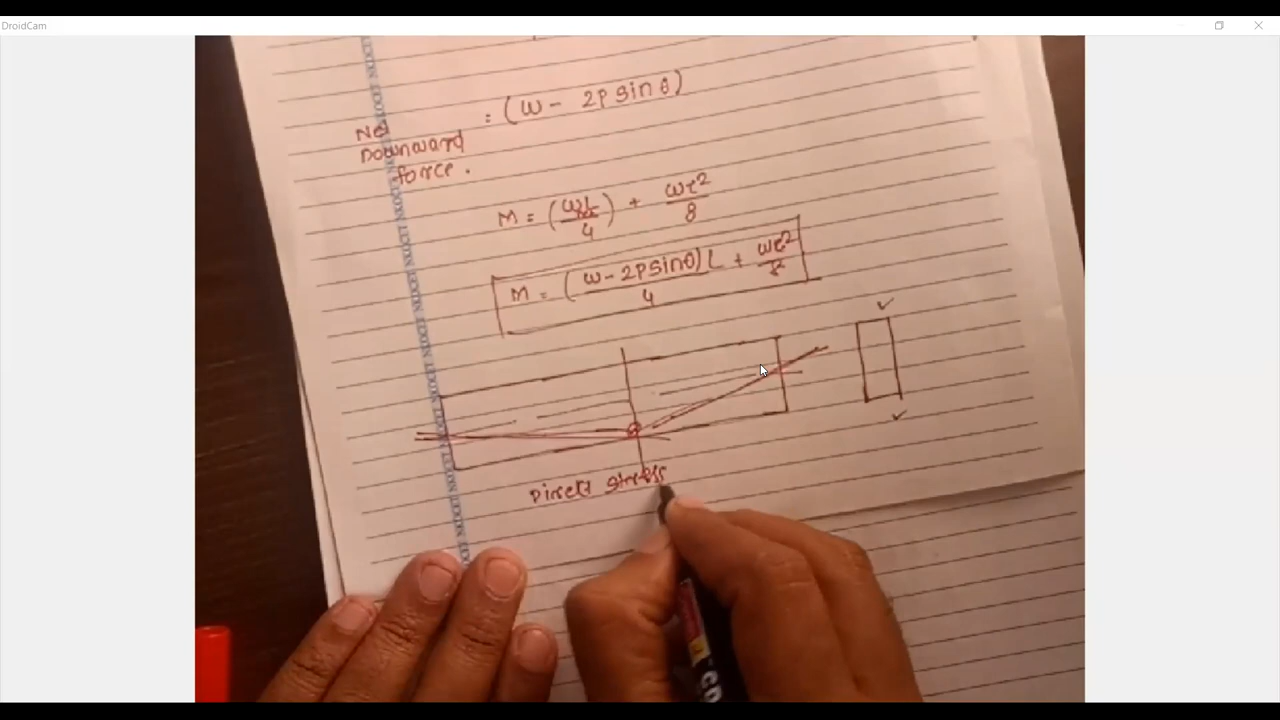 DroidCam
Net
Downward
force.
= (W - 2P sin θ)
M = (WL/4) + wl²/8
M = (W - 2P sin θ) L/4 + wl²/8
Direct stress